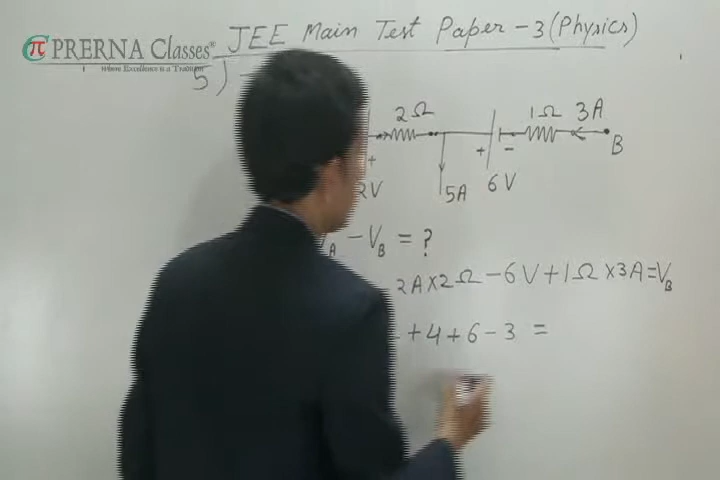 JEE Main Test Paper - 3 (Physics)
π PRERNA Classes®
Where Excellence is a Tradition
5)
2Ω 1Ω 3A
+ + - B
2V 5A 6V
A - V_B = ?
2A×2Ω - 6V + 1Ω × 3A = V_B
+ 4 + 6 - 3 =